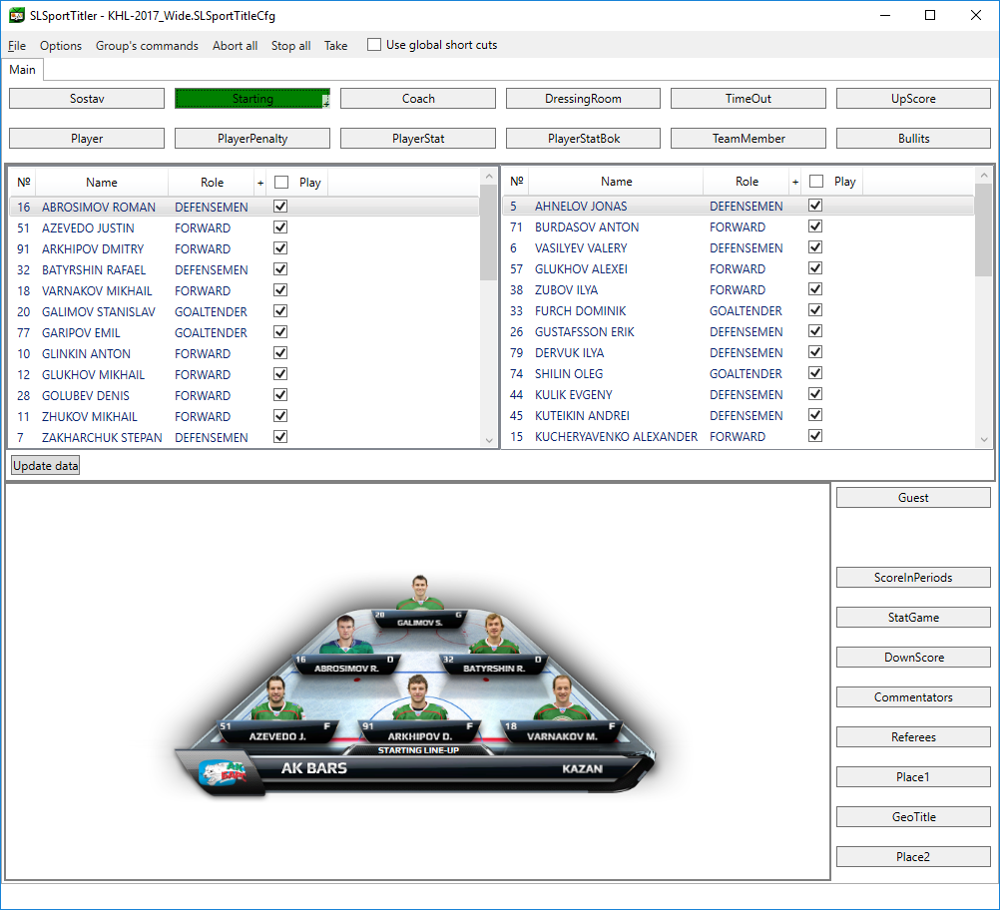 SLSportTitler - KHL-2017_Wide.SLSportTitleCfg
File Options Group's commands Abort all Stop all Take Use global short cuts
Main
Sostav Starting Coach DressingRoom TimeOut UpScore
Player PlayerPenalty PlayerStat PlayerStatBok TeamMember Bullits
№ Name Role + Play
16 ABROSIMOV ROMAN DEFENSEMEN
51 AZEVEDO JUSTIN FORWARD
91 ARKHIPOV DMITRY FORWARD
32 BATYRSHIN RAFAEL DEFENSEMEN
18 VARNAKOV MIKHAIL FORWARD
20 GALIMOV STANISLAV GOALTENDER
77 GARIPOV EMIL GOALTENDER
10 GLINKIN ANTON FORWARD
12 GLUKHOV MIKHAIL FORWARD
28 GOLUBEV DENIS FORWARD
11 ZHUKOV MIKHAIL FORWARD
7 ZAKHARCHUK STEPAN DEFENSEMEN
№ Name Role + Play
5 AHNELOV JONAS DEFENSEMEN
71 BURDASOV ANTON FORWARD
6 VASILYEV VALERY DEFENSEMEN
57 GLUKHOV ALEXEI FORWARD
38 ZUBOV ILYA FORWARD
33 FURCH DOMINIK GOALTENDER
26 GUSTAFSSON ERIK DEFENSEMEN
79 DERVUK ILYA DEFENSEMEN
74 SHILIN OLEG GOALTENDER
44 KULIK EVGENY DEFENSEMEN
45 KUTEIKIN ANDREI DEFENSEMEN
15 KUCHERYAVENKO ALEXANDER FORWARD
Update data
20 G
GALIMOV S.
16 D
ABROSIMOV R.
32 D
BATYRSHIN R.
51 F
AZEVEDO J.
91 F
ARKHIPOV D.
18 F
VARNAKOV M.
STARTING LINE-UP
AK BARS
AK BARS KAZAN
Guest
ScoreInPeriods
StatGame
DownScore
Commentators
Referees
Place1
GeoTitle
Place2